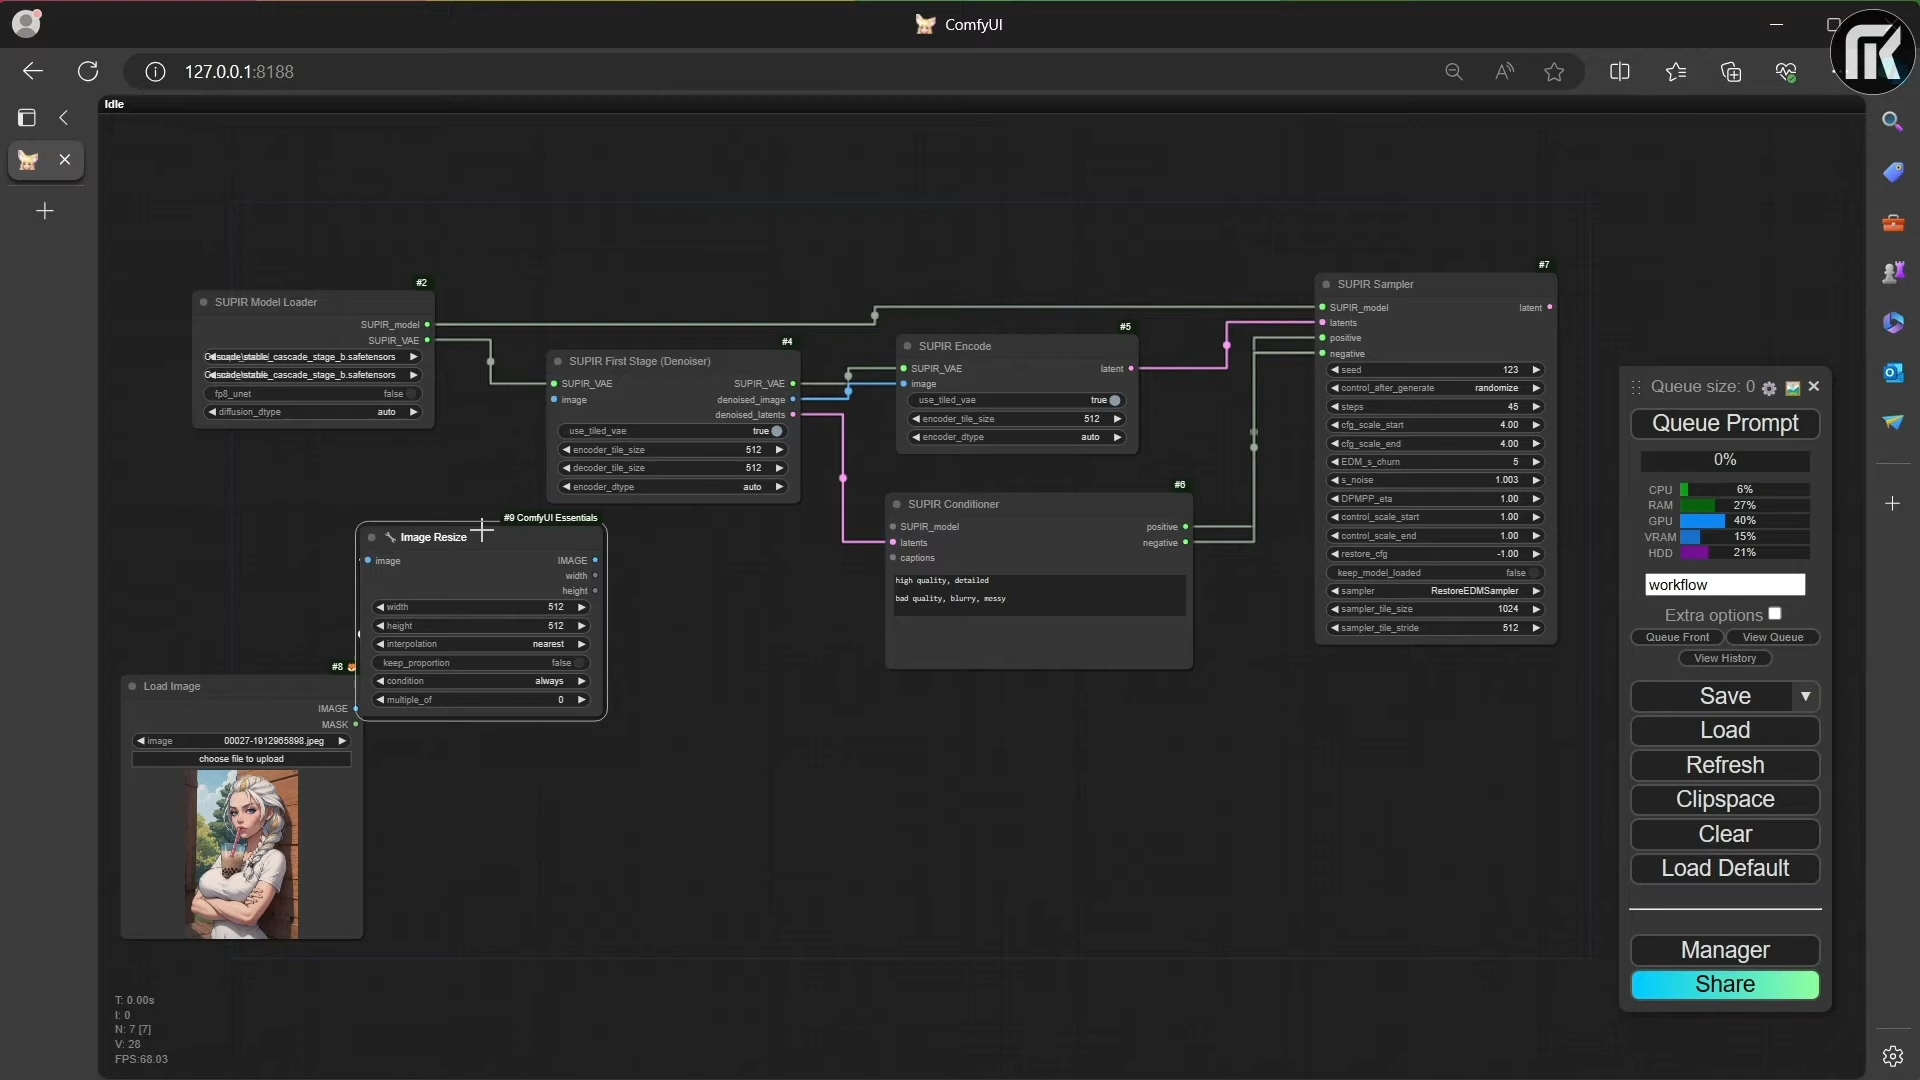 ComfyUI
127.0.0.1:8188
Idle
#2
SUPIR Model Loader
SUPIR_model
SUPIR_VAE
stable_cascade_stage_b.safetensors
stable_cascade_stage_b.safetensors
fp8_unet false
diffusion_dtype auto
#4
SUPIR First Stage (Denoiser)
SUPIR_VAE SUPIR_VAE
image denoised_image
denoised_latents
use_tiled_vae true
encoder_tile_size 512
decoder_tile_size 512
encoder_dtype auto
#5
SUPIR Encode
SUPIR_VAE latent
image
use_tiled_vae true
encoder_tile_size 512
encoder_dtype auto
#6
SUPIR Conditioner
SUPIR_model positive
latents negative
captions
high quality, detailed
bad quality, blurry, messy
#7
SUPIR Sampler
SUPIR_model latent
latents
positive
negative
seed 123
control_after_generate randomize
steps 45
cfg_scale_start 4.00
cfg_scale_end 4.00
EDM_s_churn 5
s_noise 1.003
DPMPP_eta 1.00
control_scale_start 1.00
control_scale_end 1.00
restore_cfg -1.00
keep_model_loaded false
sampler RestoreEDMSampler
sampler_tile_size 1024
sampler_tile_stride 512
#9 ComfyUI Essentials
Image Resize
image IMAGE
width
height
width 512
height 512
interpolation nearest
keep_proportion false
condition always
multiple_of 0
#8
Load Image
IMAGE
MASK
image 00027-1912965898.jpeg
choose file to upload
T: 0.00s
I: 0
N: 7 [7]
V: 28
FPS:68.03
Queue size: 0
Queue Prompt
0%
CPU 6%
RAM 27%
GPU 40%
VRAM 15%
HDD 21%
workflow
Extra options
Queue Front View Queue
View History
Save
Load
Refresh
Clipspace
Clear
Load Default
Manager
Share